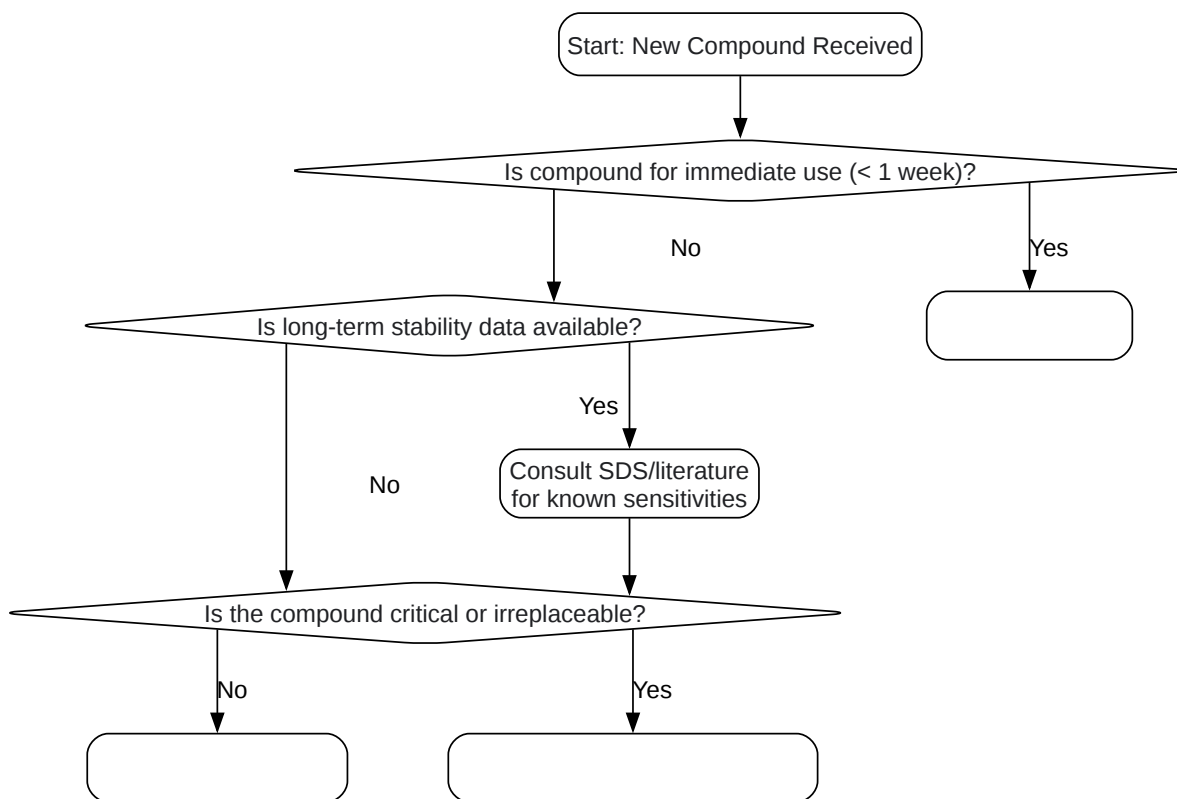 Start: New Compound Received
Is compound for immediate use (< 1 week)?
No
Yes
Is long-term stability data available?
Yes
Consult SDS/literature
for known sensitivities
No
Is the compound critical or irreplaceable?
No
Yes